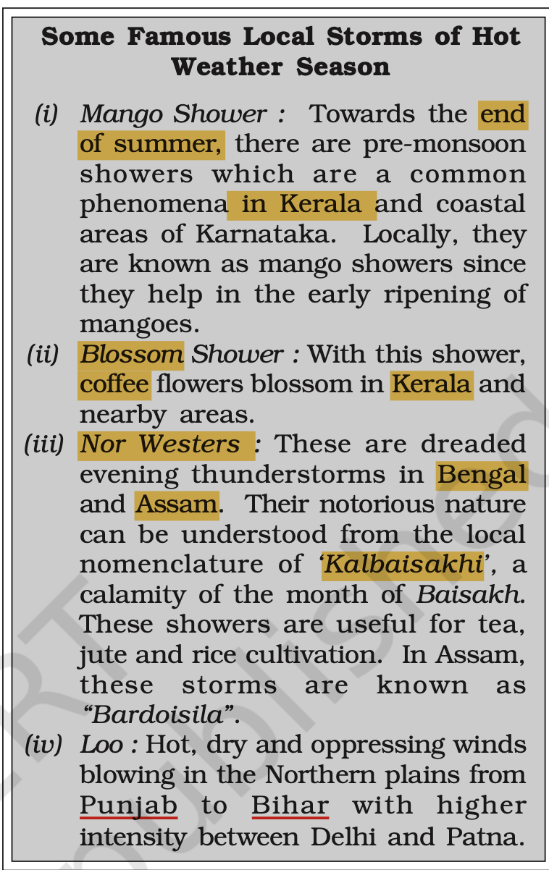 Some Famous Local Storms of Hot
Weather Season
(i) Mango Shower : Towards the end
of summer, there are pre-monsoon
showers which are a common
phenomena in Kerala and coastal
areas of Karnataka. Locally, they
are known as mango showers since
they help in the early ripening of
mangoes.
(ii) Blossom Shower : With this shower,
coffee flowers blossom in Kerala and
nearby areas.
(iii) Nor Westers : These are dreaded
evening thunderstorms in Bengal
and Assam. Their notorious nature
can be understood from the local
nomenclature of ‘Kalbaisakhi’, a
calamity of the month of Baisakh.
These showers are useful for tea,
jute and rice cultivation. In Assam,
these storms are known as
“Bardoisila”.
(iv) Loo : Hot, dry and oppressing winds
blowing in the Northern plains from
Punjab to Bihar with higher
intensity between Delhi and Patna.